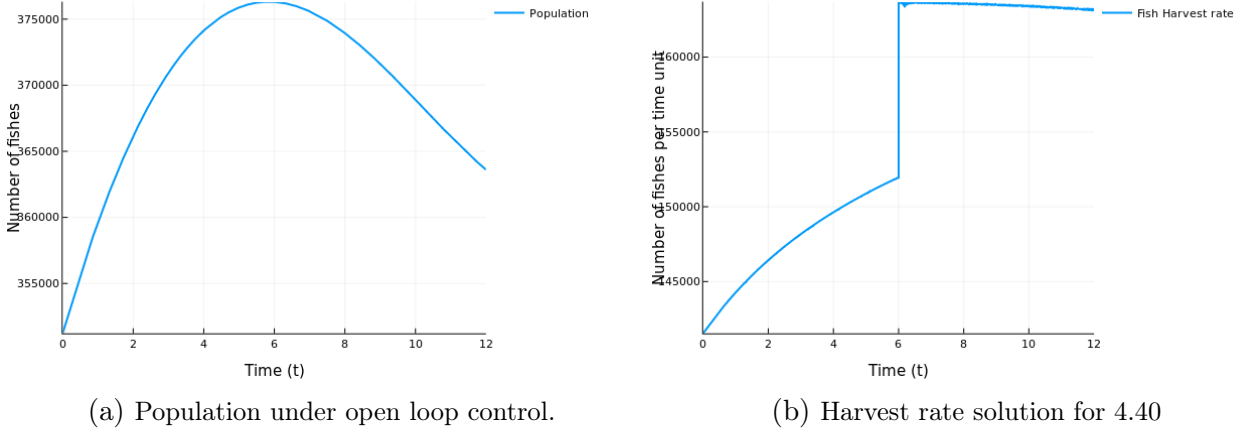 375000
370000
365000
360000
355000
0 2 4 6 8 10 12
Number of fishes
Time (t)
Population
(a) Population under open loop control.
160000
155000
150000
145000
0 2 4 6 8 10 12
Number of fishes per time unit
Time (t)
Fish Harvest rate
(b) Harvest rate solution for 4.40